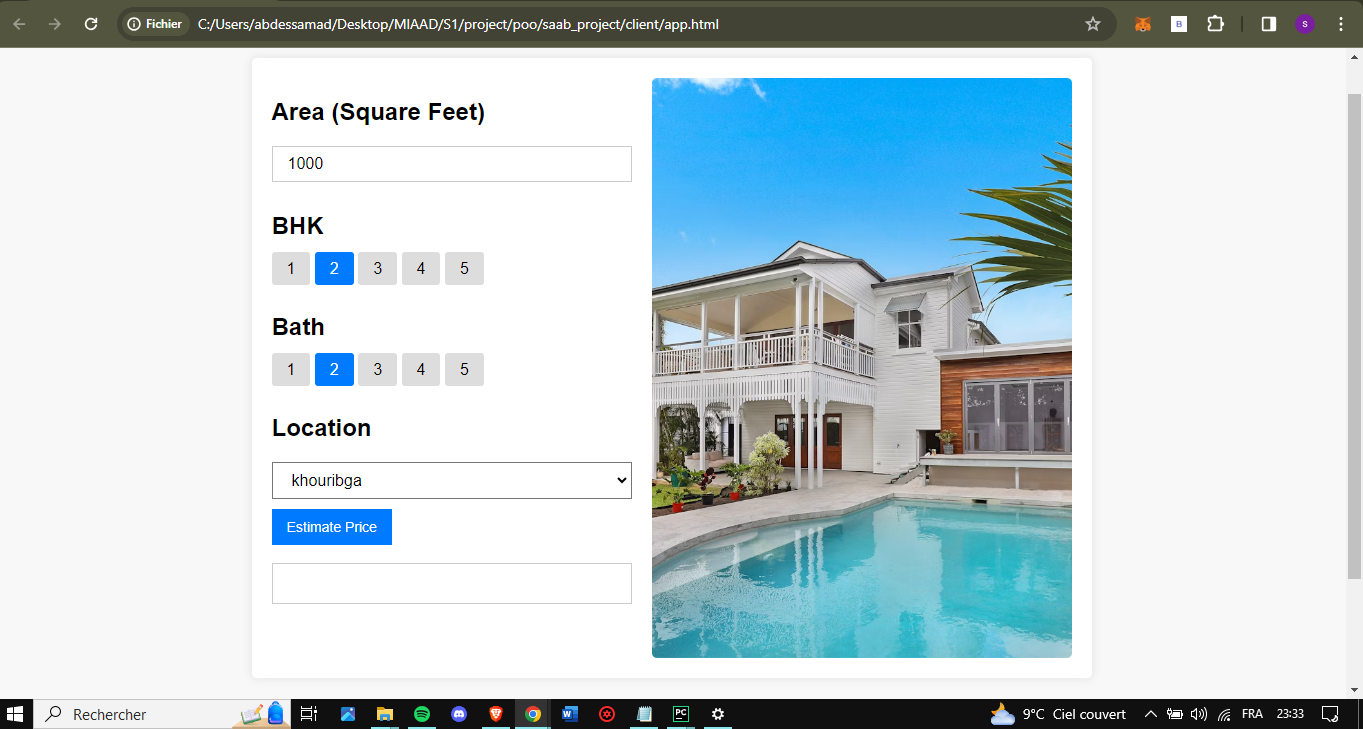 Fichier C:/Users/abdessamad/Desktop/MIAAD/S1/project/poo/saab_project/client/app.html
B
S
Area (Square Feet)
1000
BHK
1 2 3 4 5
Bath
1 2 3 4 5
Location
khouribga
Estimate Price
Rechercher
W
PC
9°C Ciel couvert
FRA
23:33